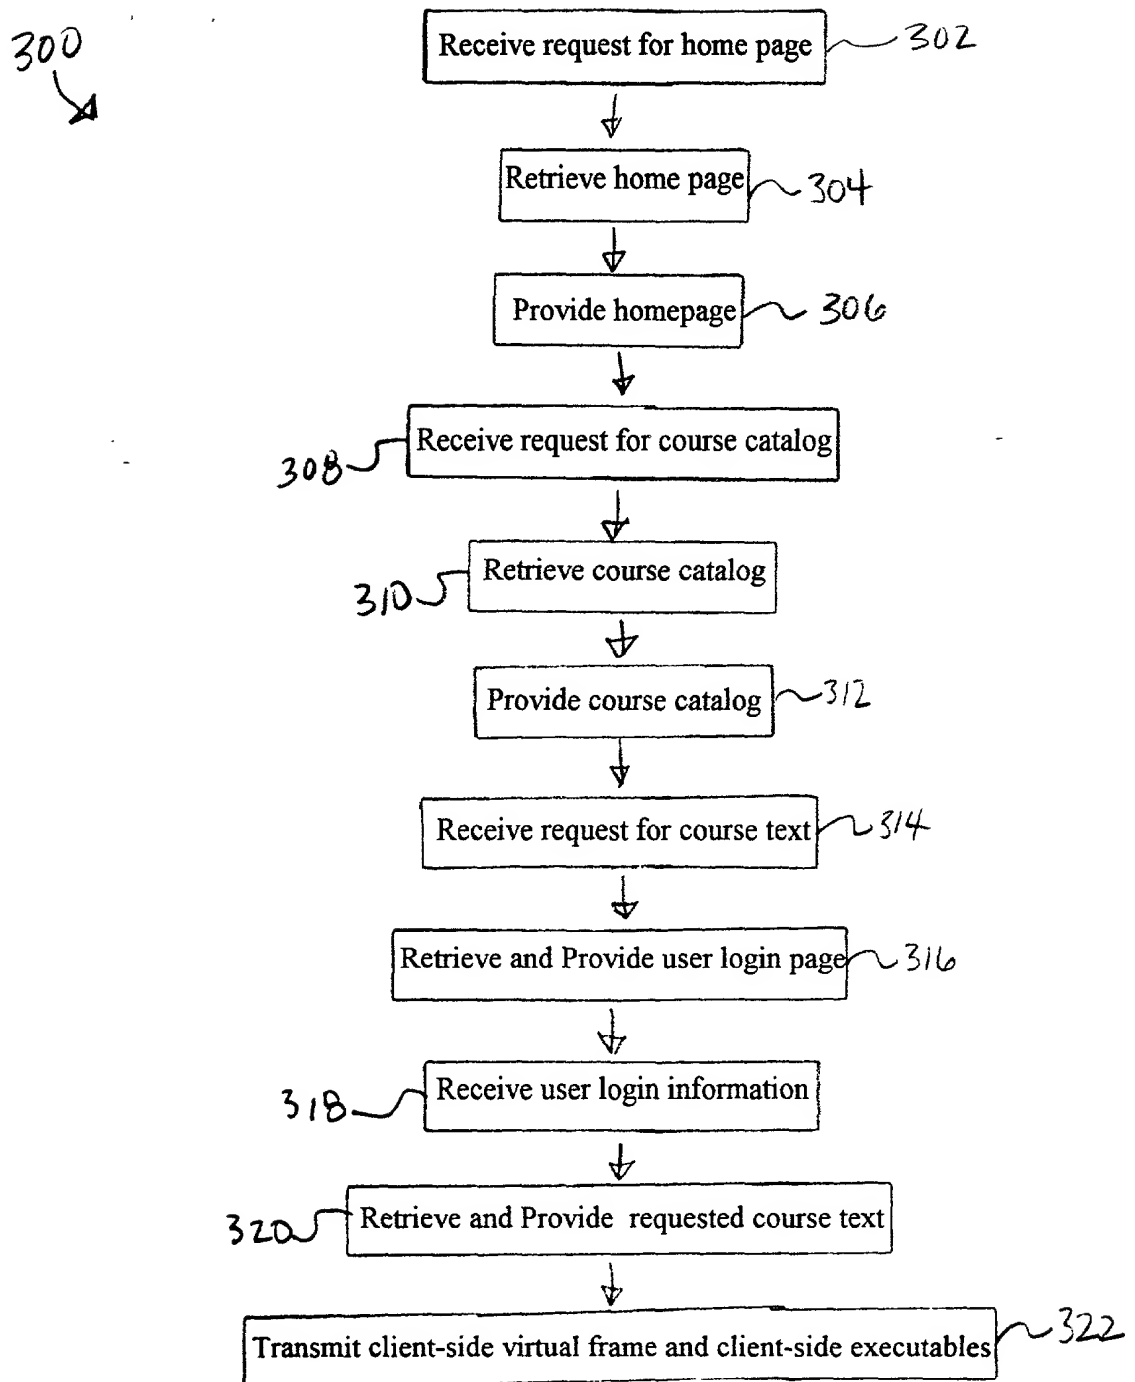 300
Receive request for home page 302
Retrieve home page 304
Provide homepage 306
Receive request for course catalog
308
Retrieve course catalog
310
Provide course catalog 312
Receive request for course text 314
Retrieve and Provide user login page 316
Receive user login information
318
Retrieve and Provide requested course text
320
Transmit client-side virtual frame and client-side executables 322